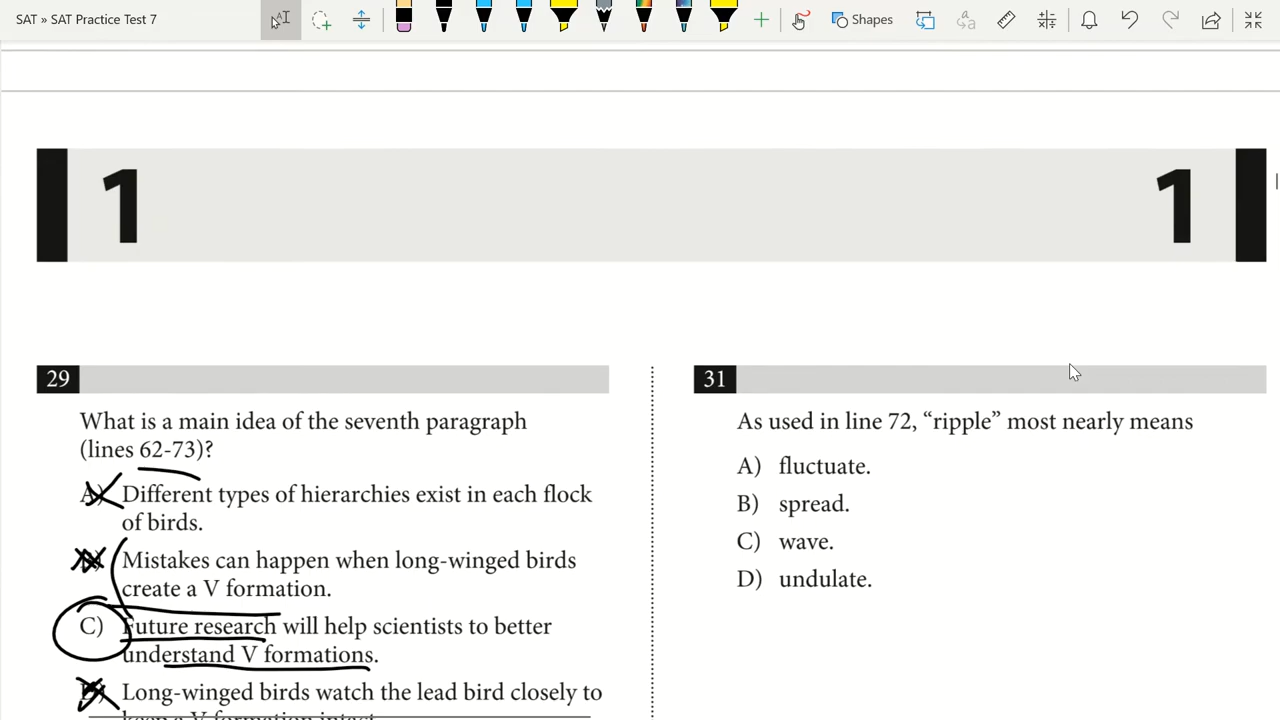 SAT » SAT Practice Test 7
Shapes
1
1
29
What is a main idea of the seventh paragraph
(lines 62-73)?
A) Different types of hierarchies exist in each flock
of birds.
B) Mistakes can happen when long-winged birds
create a V formation.
C) Future research will help scientists to better
understand V formations.
D) Long-winged birds watch the lead bird closely to
keep a V formation intact.
31
As used in line 72, “ripple” most nearly means
A) fluctuate.
B) spread.
C) wave.
D) undulate.